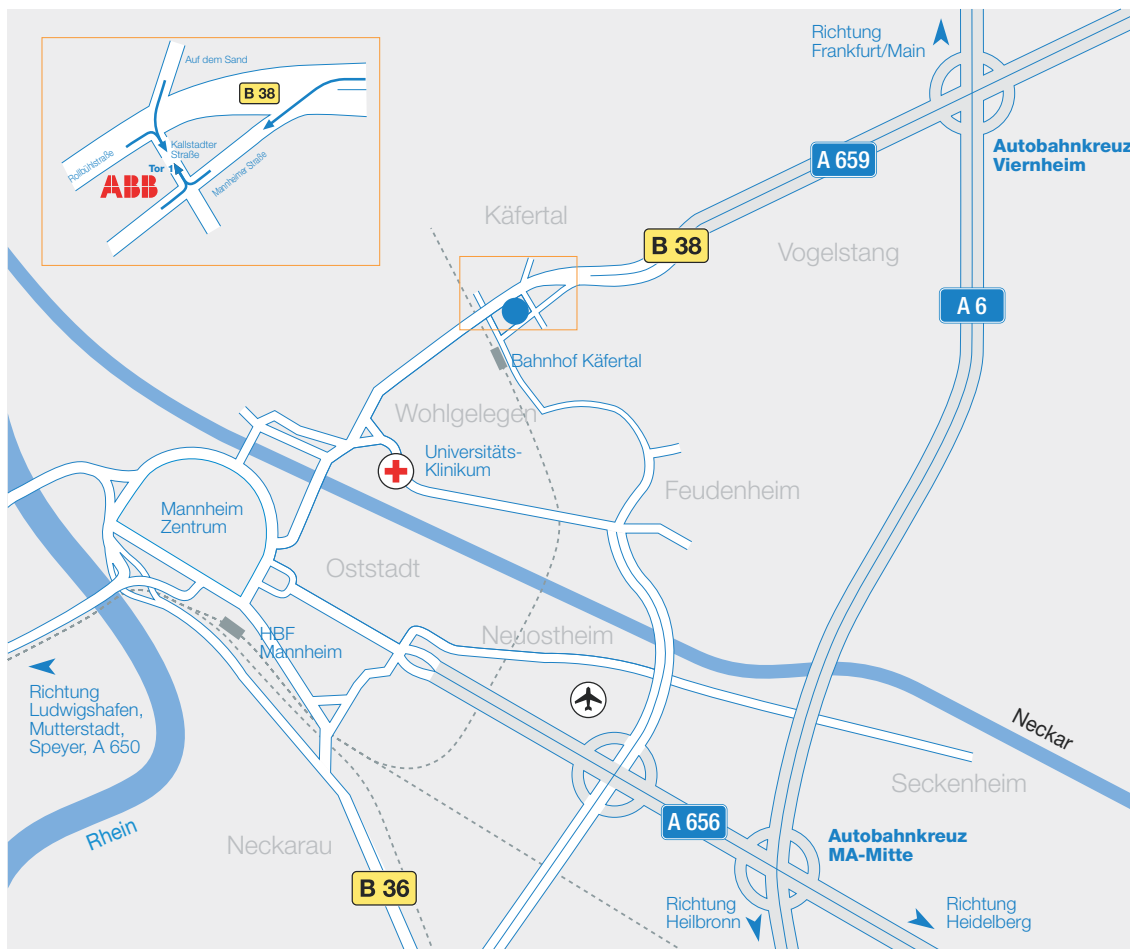 Richtung
Frankfurt/Main
Auf dem Sand
B 38
Kallstadter
Straße
Rollbühlstraße
Tor 1
ABB
Mannheimer Straße
A 659
Autobahnkreuz
Viernheim
Käfertal
B 38
Vogelstang
A 6
Bahnhof Käfertal
Wohlgelegen
Universitäts-
Klinikum
Feudenheim
Mannheim
Zentrum
Oststadt
Neuostheim
HBF
Mannheim
Richtung
Ludwigshafen,
Mutterstadt,
Speyer, A 650
Neckar
Seckenheim
Rhein
Neckarau
A 656
Autobahnkreuz
MA-Mitte
B 36
Richtung
Heilbronn
Richtung
Heidelberg